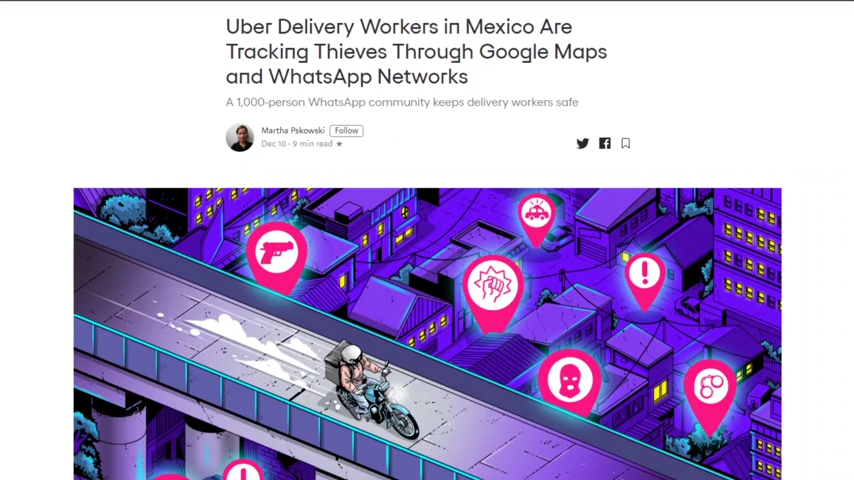 Uber Delivery Workers in Mexico Are
Tracking Thieves Through Google Maps
and WhatsApp Networks
A 1,000-person WhatsApp community keeps delivery workers safe
Martha Pskowski Follow
Dec 10 · 9 min read ★